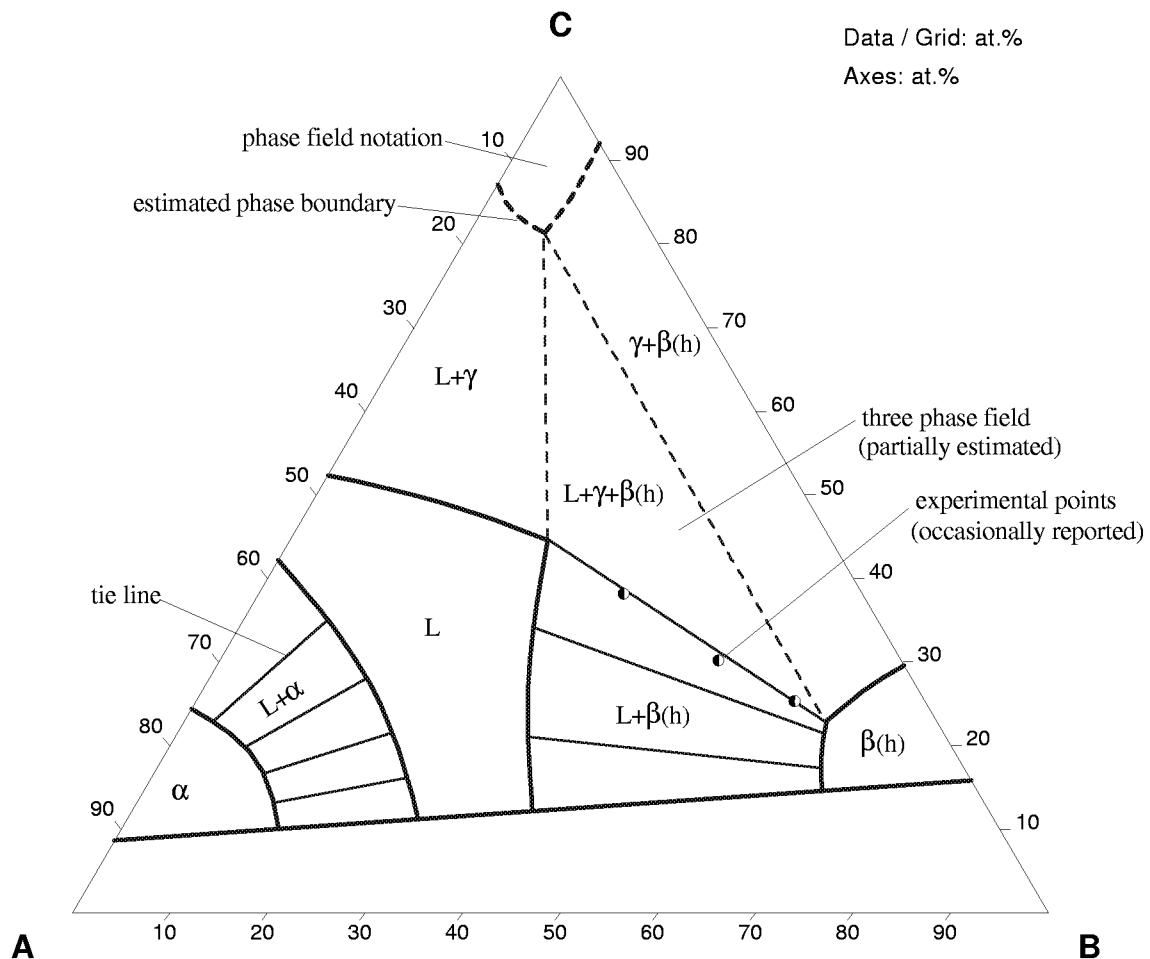 C
Data / Grid: at.%
Axes: at.%
phase field notation
10
90
estimated phase boundary
20
80
30
70
γ+β(h)
L+γ
40
60
three phase field
(partially estimated)
50
L+γ+β(h)
50
experimental points
(occasionally reported)
60
40
tie line
L
70
30
L+α
L+β(h)
80
β(h)
20
α
90
10
10
20
30
40
50
60
70
80
90
A
B